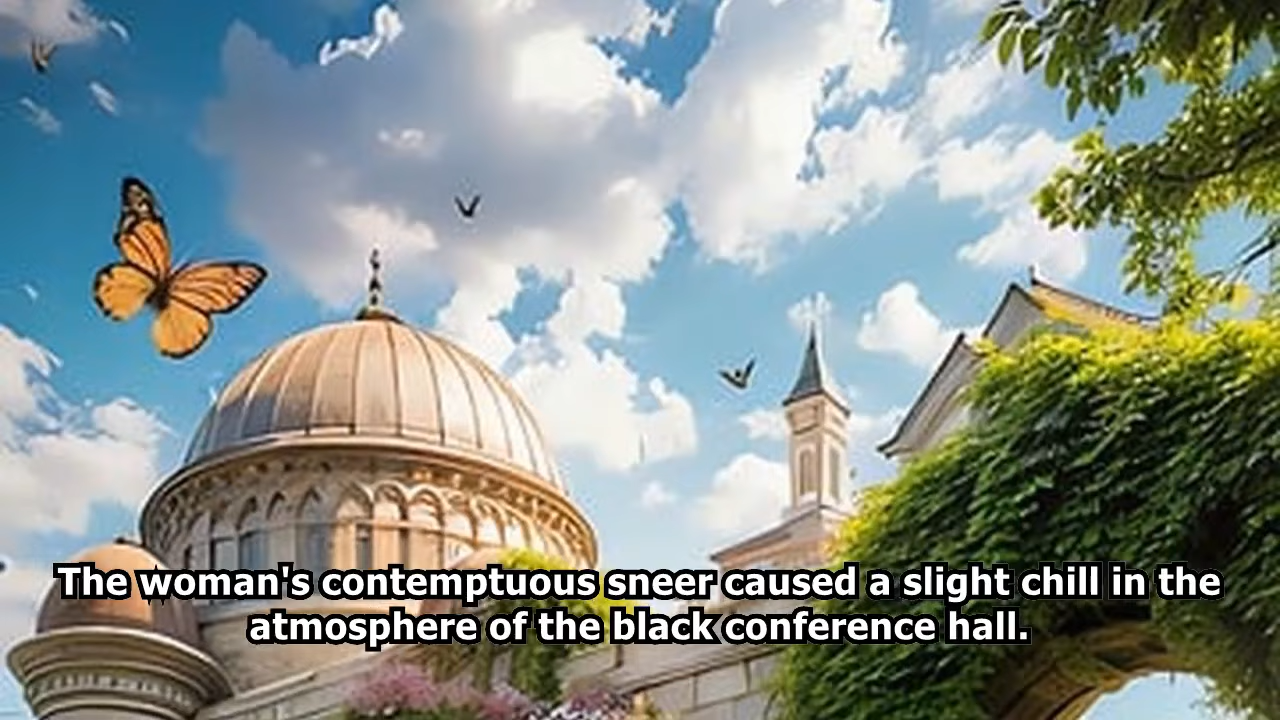 The woman's contemptuous sneer caused a slight chill in the
atmosphere of the black conference hall.